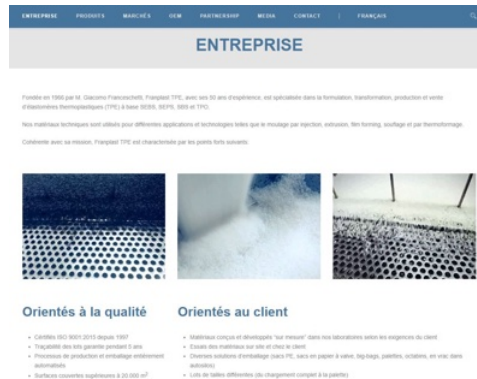 ENTREPRISE PRODUITS MARCHÉS OEM PARTNERSHIP MEDIA CONTACT | FRANÇAIS
ENTREPRISE
Fondée en 1966 par M. Giacomo Franceschetti, Franplast TPE, avec ses 50 ans d'expérience, est spécialisée dans la formulation, transformation, production et vente
d'élastomères thermoplastiques (TPE) à base SEBS, SEPS, SBS et TPO.
Nos matériaux techniques sont utilisés pour différentes applications et technologies telles que le moulage par injection, extrusion, film forming, soufflage et par thermoformage.
Cohérente avec sa mission, Franplast TPE est characterisée par les points forts suivants:
Orientés à la qualité
• Certifiés ISO 9001:2015 depuis 1997
• Traçabilité des lots garantie pendant 5 ans
• Processus de production et emballage entièrement
automatisés
• Surfaces couvertes supérieures à 20.000 m²
Orientés au client
• Matériaux conçus et développés "sur mesure" dans nos laboratoires selon les exigences du client
• Essais des matériaux sur site et chez le client
• Diverses solutions d'emballage (sacs PE, sacs en papier à valve, big-bags, palettes, octabins, en vrac dans
autosilos)
• Lots de tailles différentes (du chargement complet à la palette)